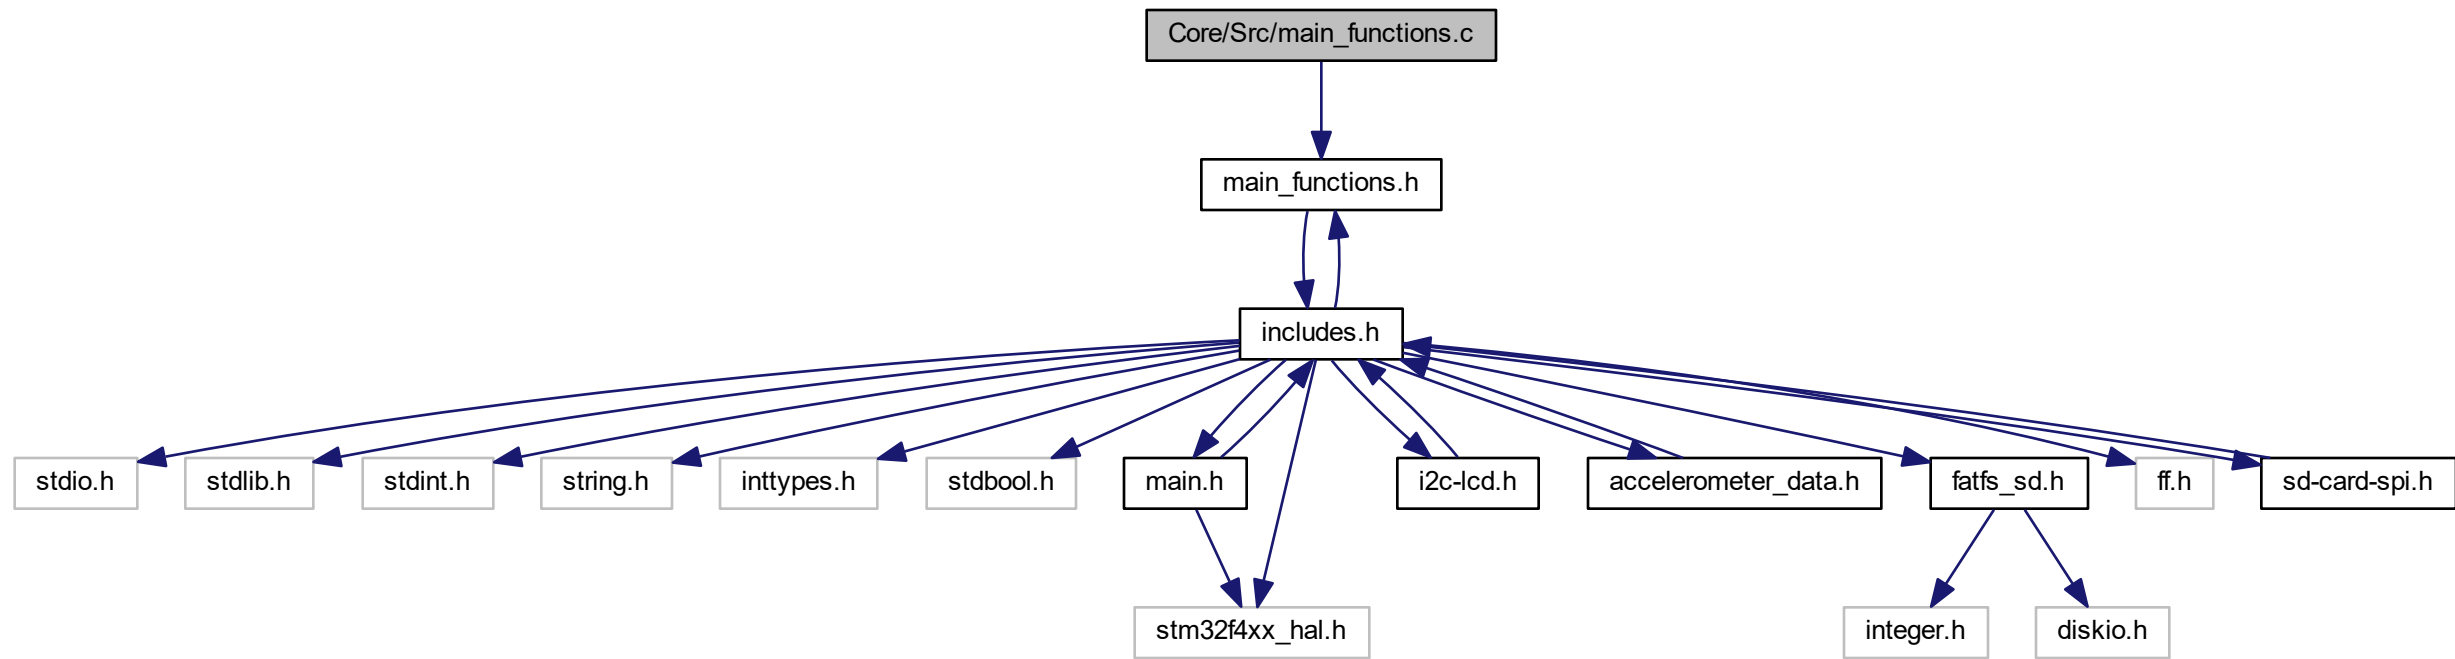 Core/Src/main_functions.c
main_functions.h
includes.h
stdio.h
stdlib.h
stdint.h
string.h
inttypes.h
stdbool.h
main.h
i2c-lcd.h
accelerometer_data.h
fatfs_sd.h
ff.h
sd-card-spi.h
stm32f4xx_hal.h
integer.h
diskio.h